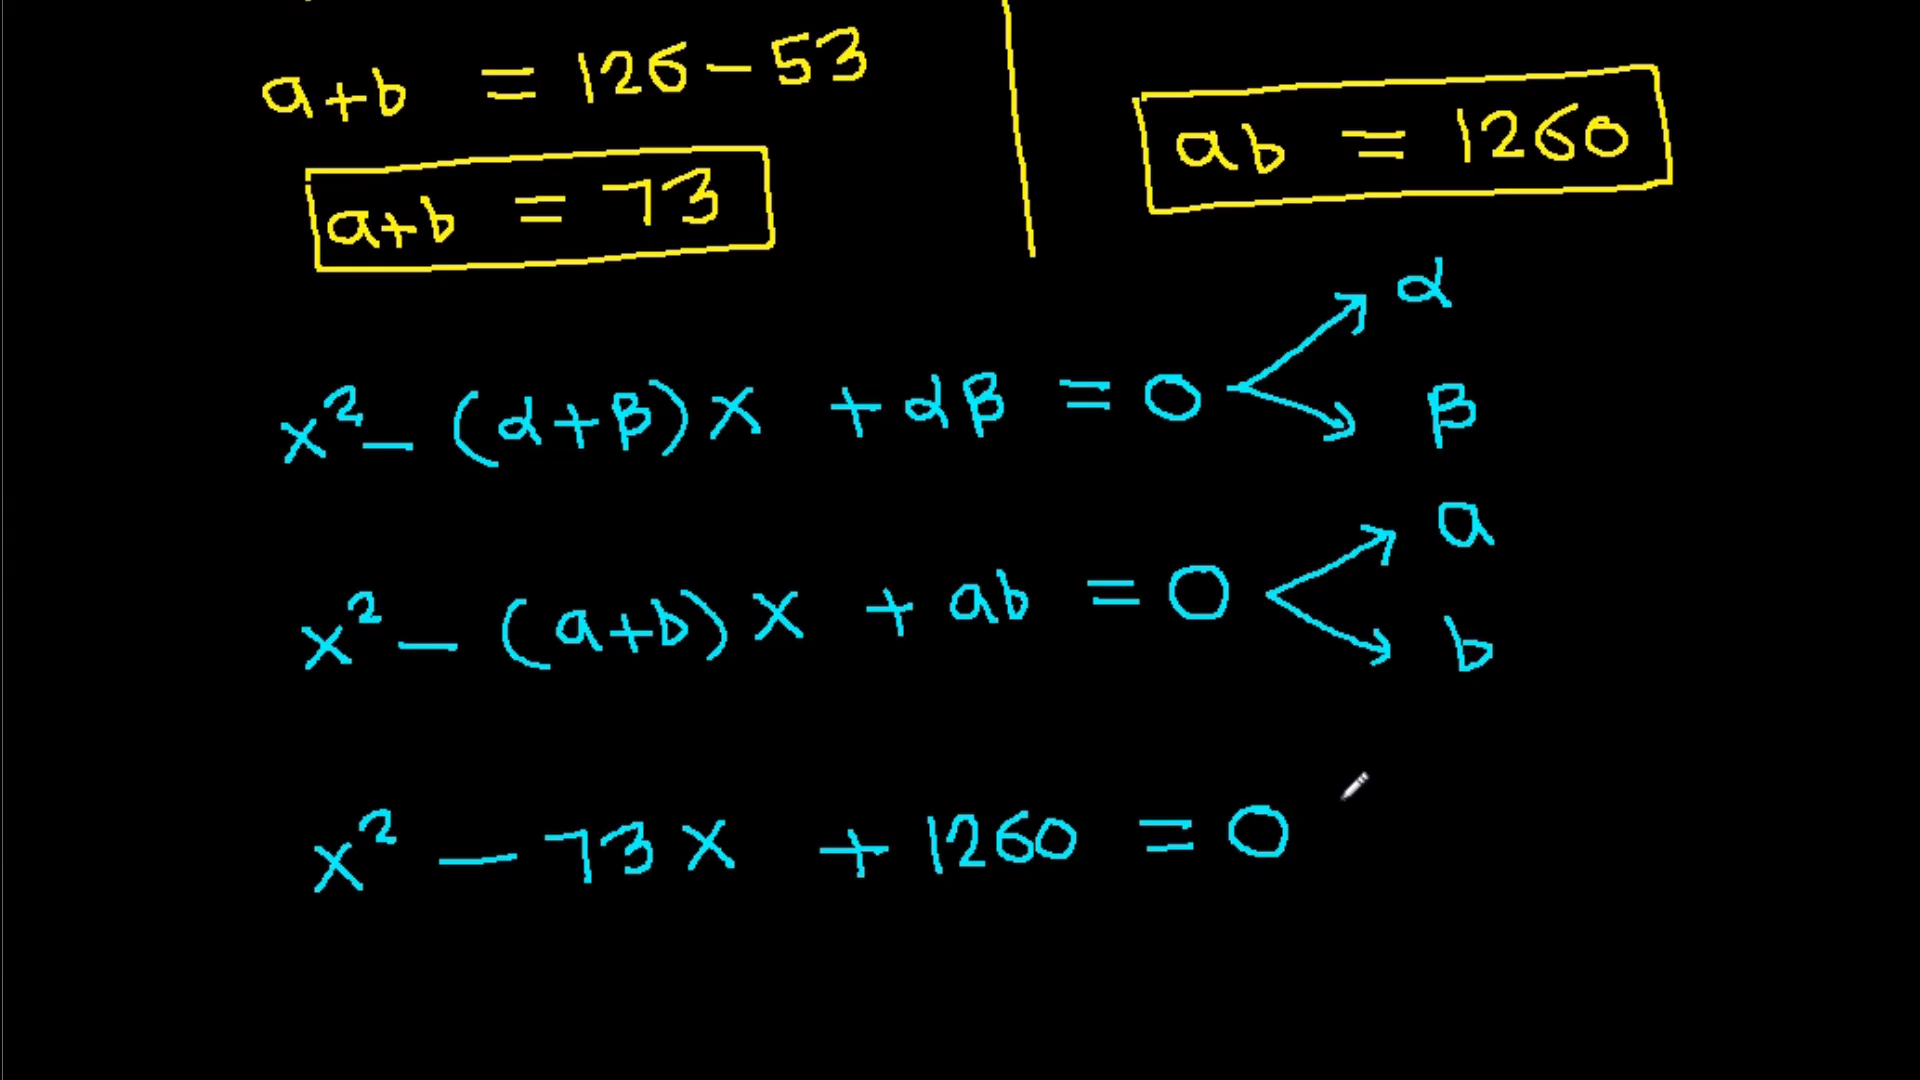 a+b = 126 - 53
a+b = 73
ab = 1260
α
x² - (α+β)x + αβ = 0
β
a
x² - (a+b)x + ab = 0
b
x² - 73x + 1260 = 0